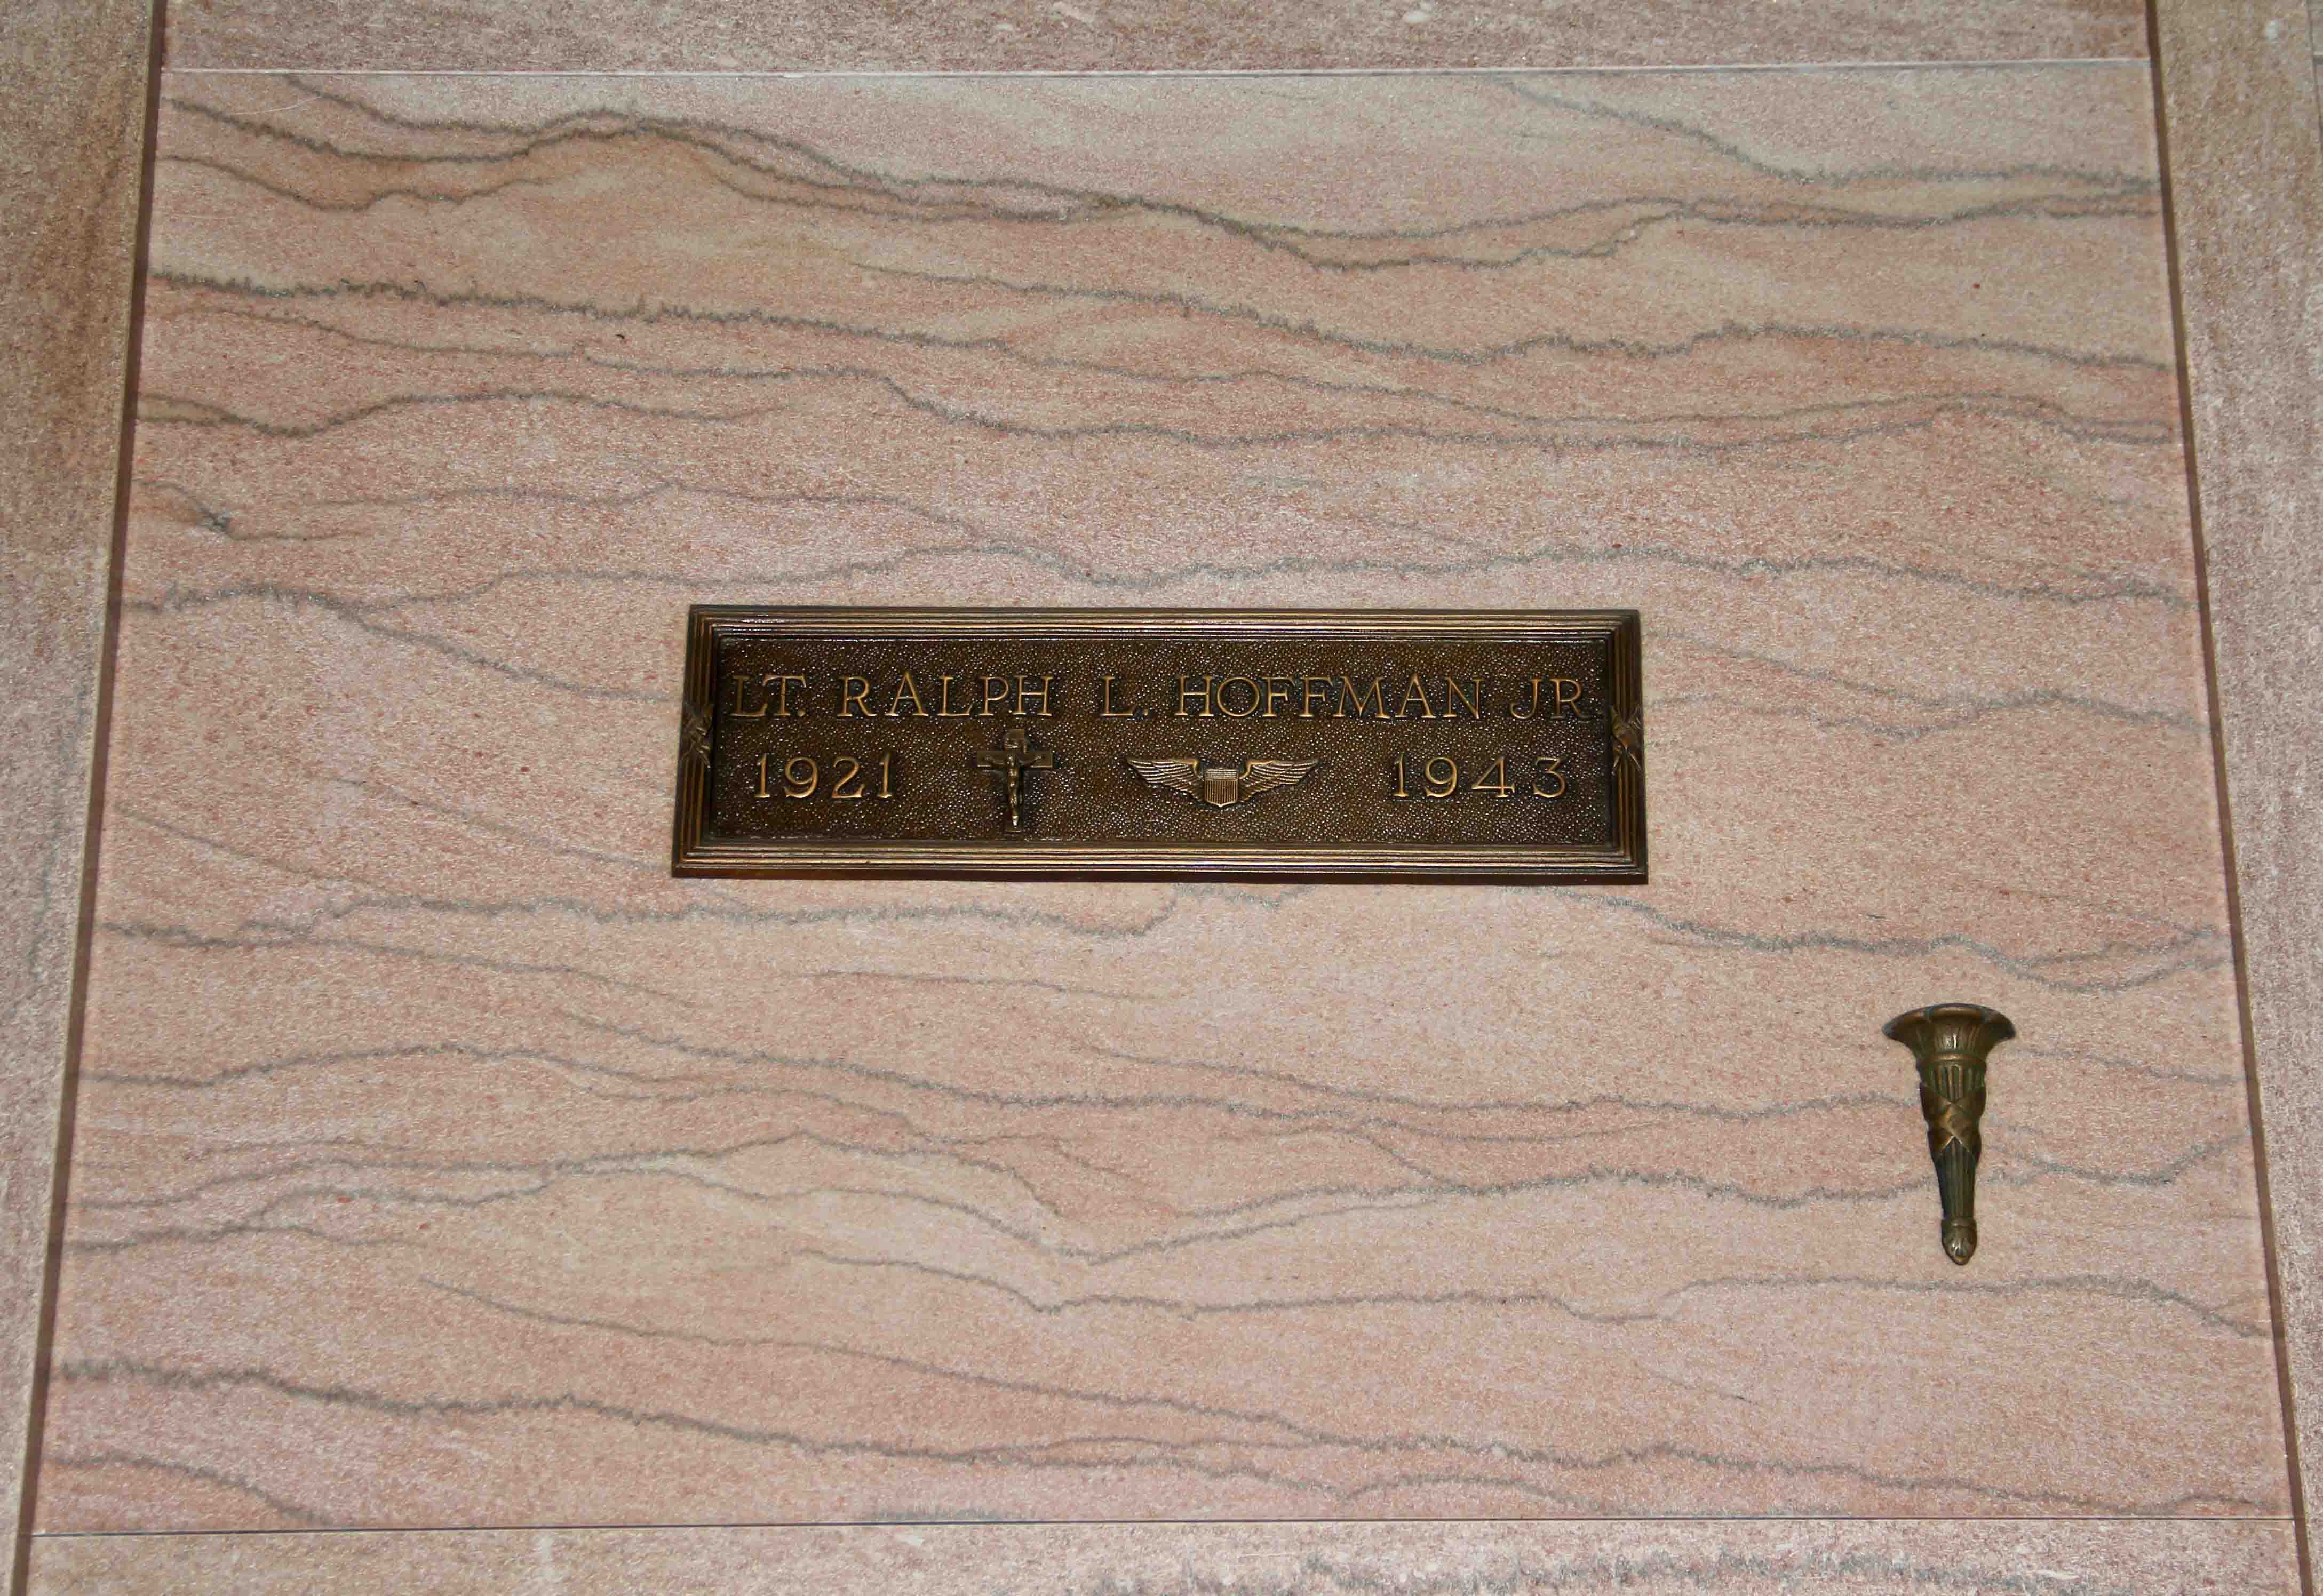 LT. RALPH L. HOFFMAN JR.
1921 1943